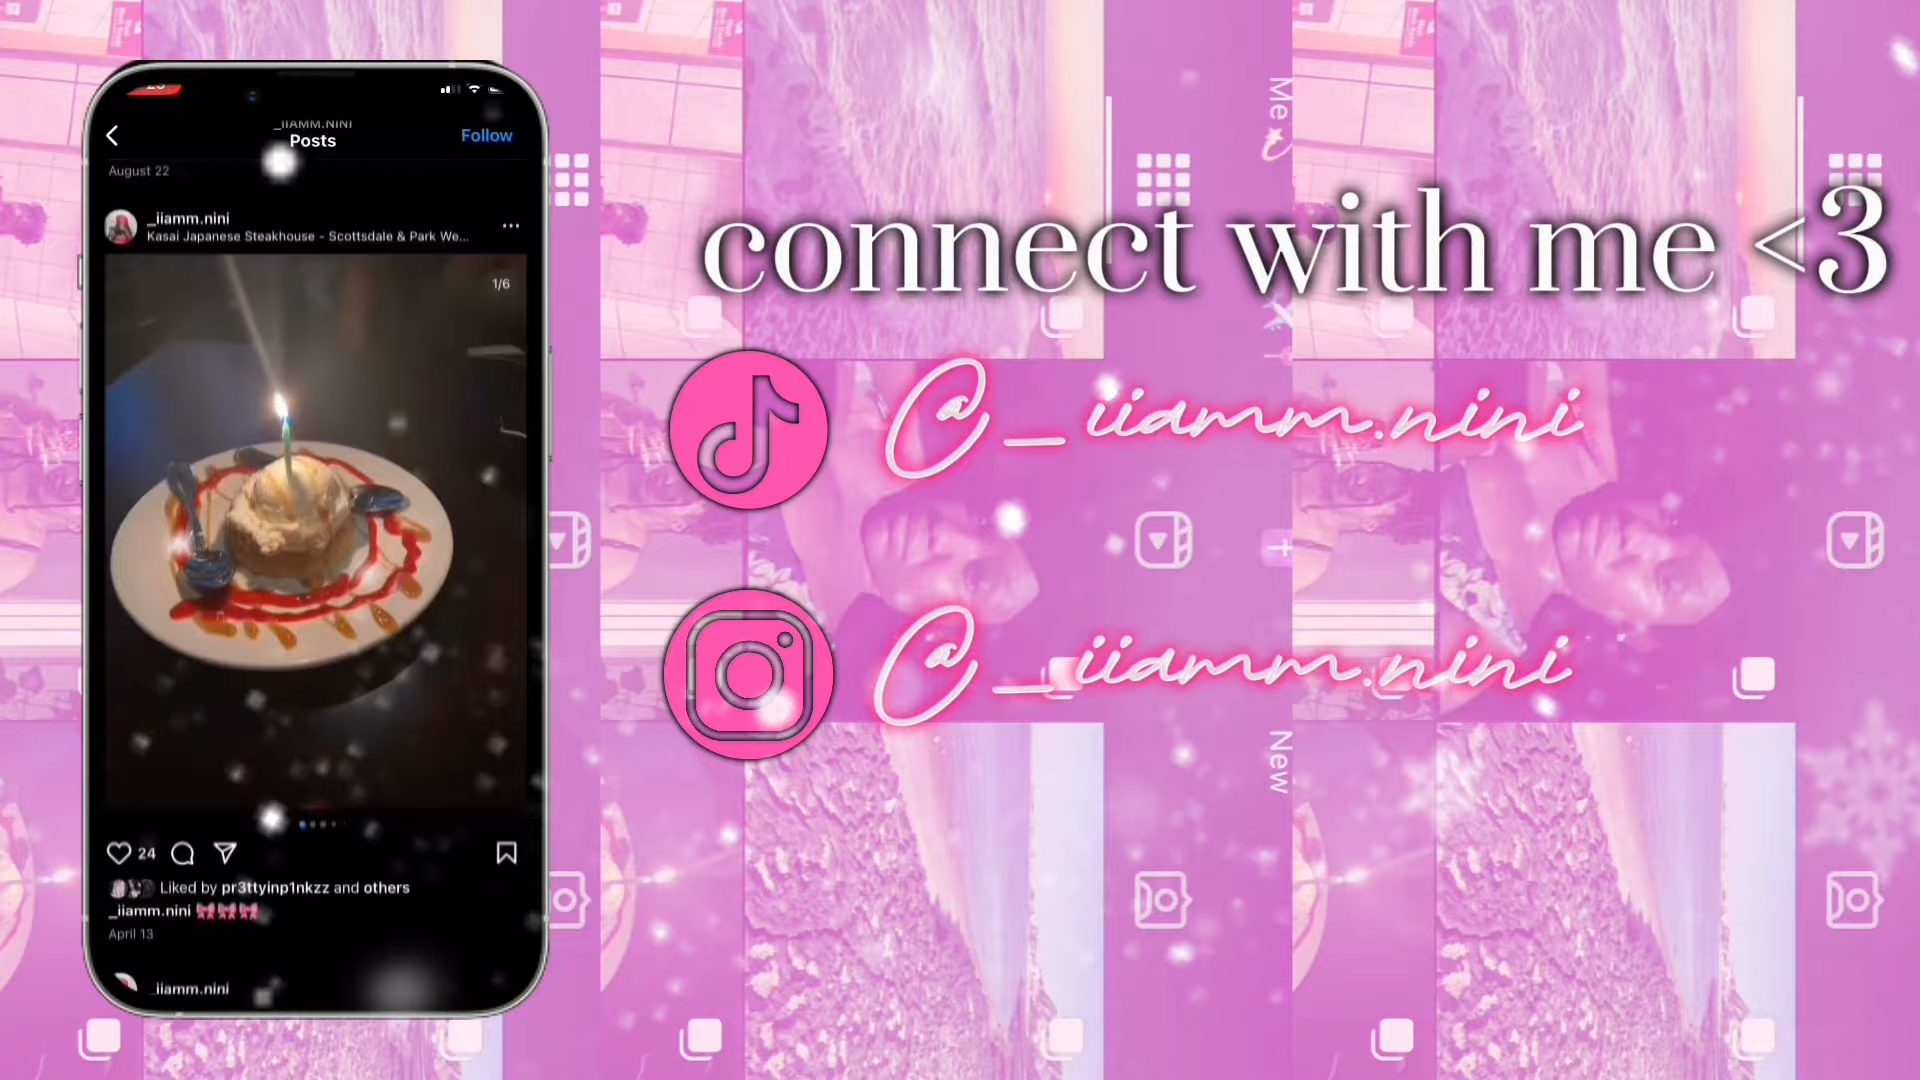 _IIAMM.NINI
Posts
Follow
August 22
_iiamm.nini
Kasai Japanese Steakhouse - Scottsdale & Park We...
1/6
24
Liked by pr3ttyinp1nkzz and others
_iiamm.nini 🎀🎀🎀
April 13
_iiamm.nini
connect with me <3
@_iiamm.nini
@_iiamm.nini
Me
New